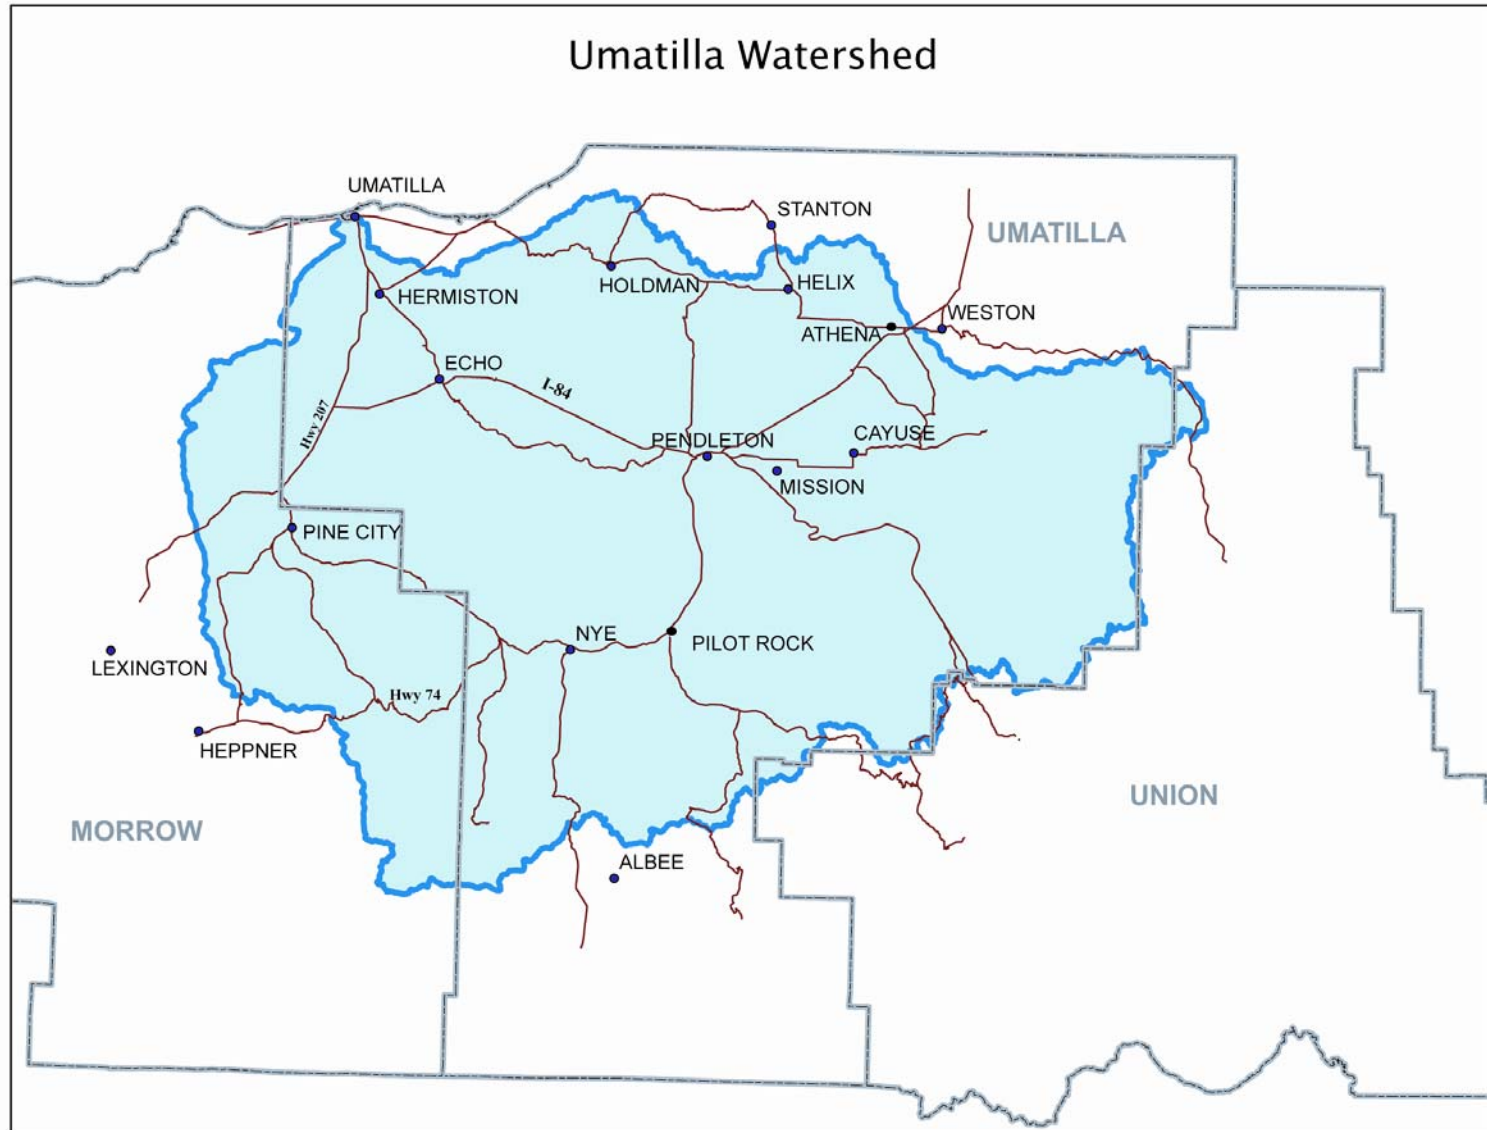 Umatilla Watershed
UMATILLA
STANTON
UMATILLA
HOLDMAN
HELIX
HERMISTON
WESTON
ATHENA
ECHO
I-84
Hwy 207
PENDLETON
CAYUSE
MISSION
PINE CITY
NYE
PILOT ROCK
LEXINGTON
Hwy 74
HEPPNER
UNION
MORROW
ALBEE